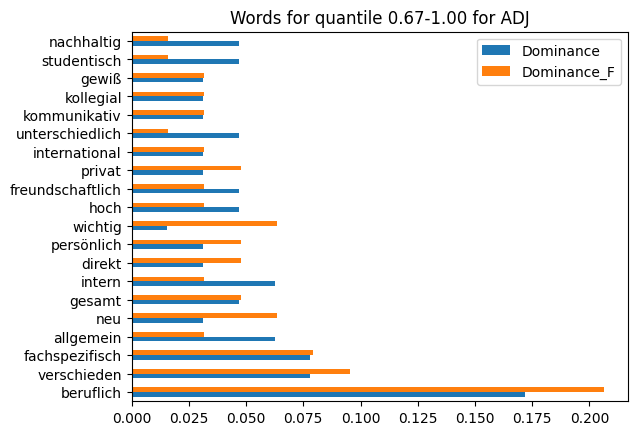 Words for quantile 0.67-1.00 for ADJ
Dominance
Dominance_F
nachhaltig
studentisch
gewiß
kollegial
kommunikativ
unterschiedlich
international
privat
freundschaftlich
hoch
wichtig
persönlich
direkt
intern
gesamt
neu
allgemein
fachspezifisch
verschieden
beruflich
0.000 0.025 0.050 0.075 0.100 0.125 0.150 0.175 0.200